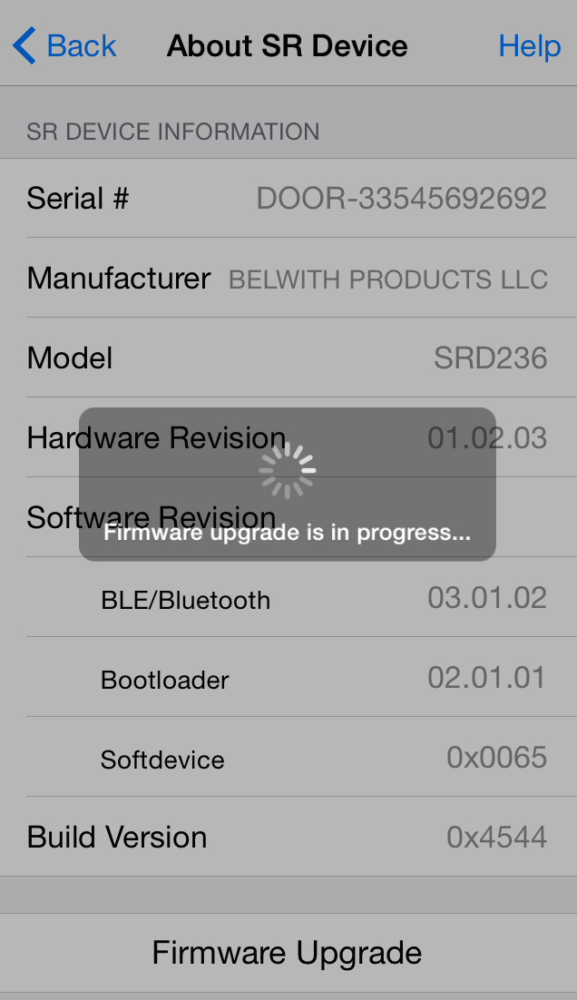 Back About SR Device Help
SR DEVICE INFORMATION
Serial # DOOR-33545692692
Manufacturer BELWITH PRODUCTS LLC
Model SRD236
Hardware Revision 01.02.03
Software Revision
Firmware upgrade is in progress...
BLE/Bluetooth 03.01.02
Bootloader 02.01.01
Softdevice 0x0065
Build Version 0x4544
Firmware Upgrade